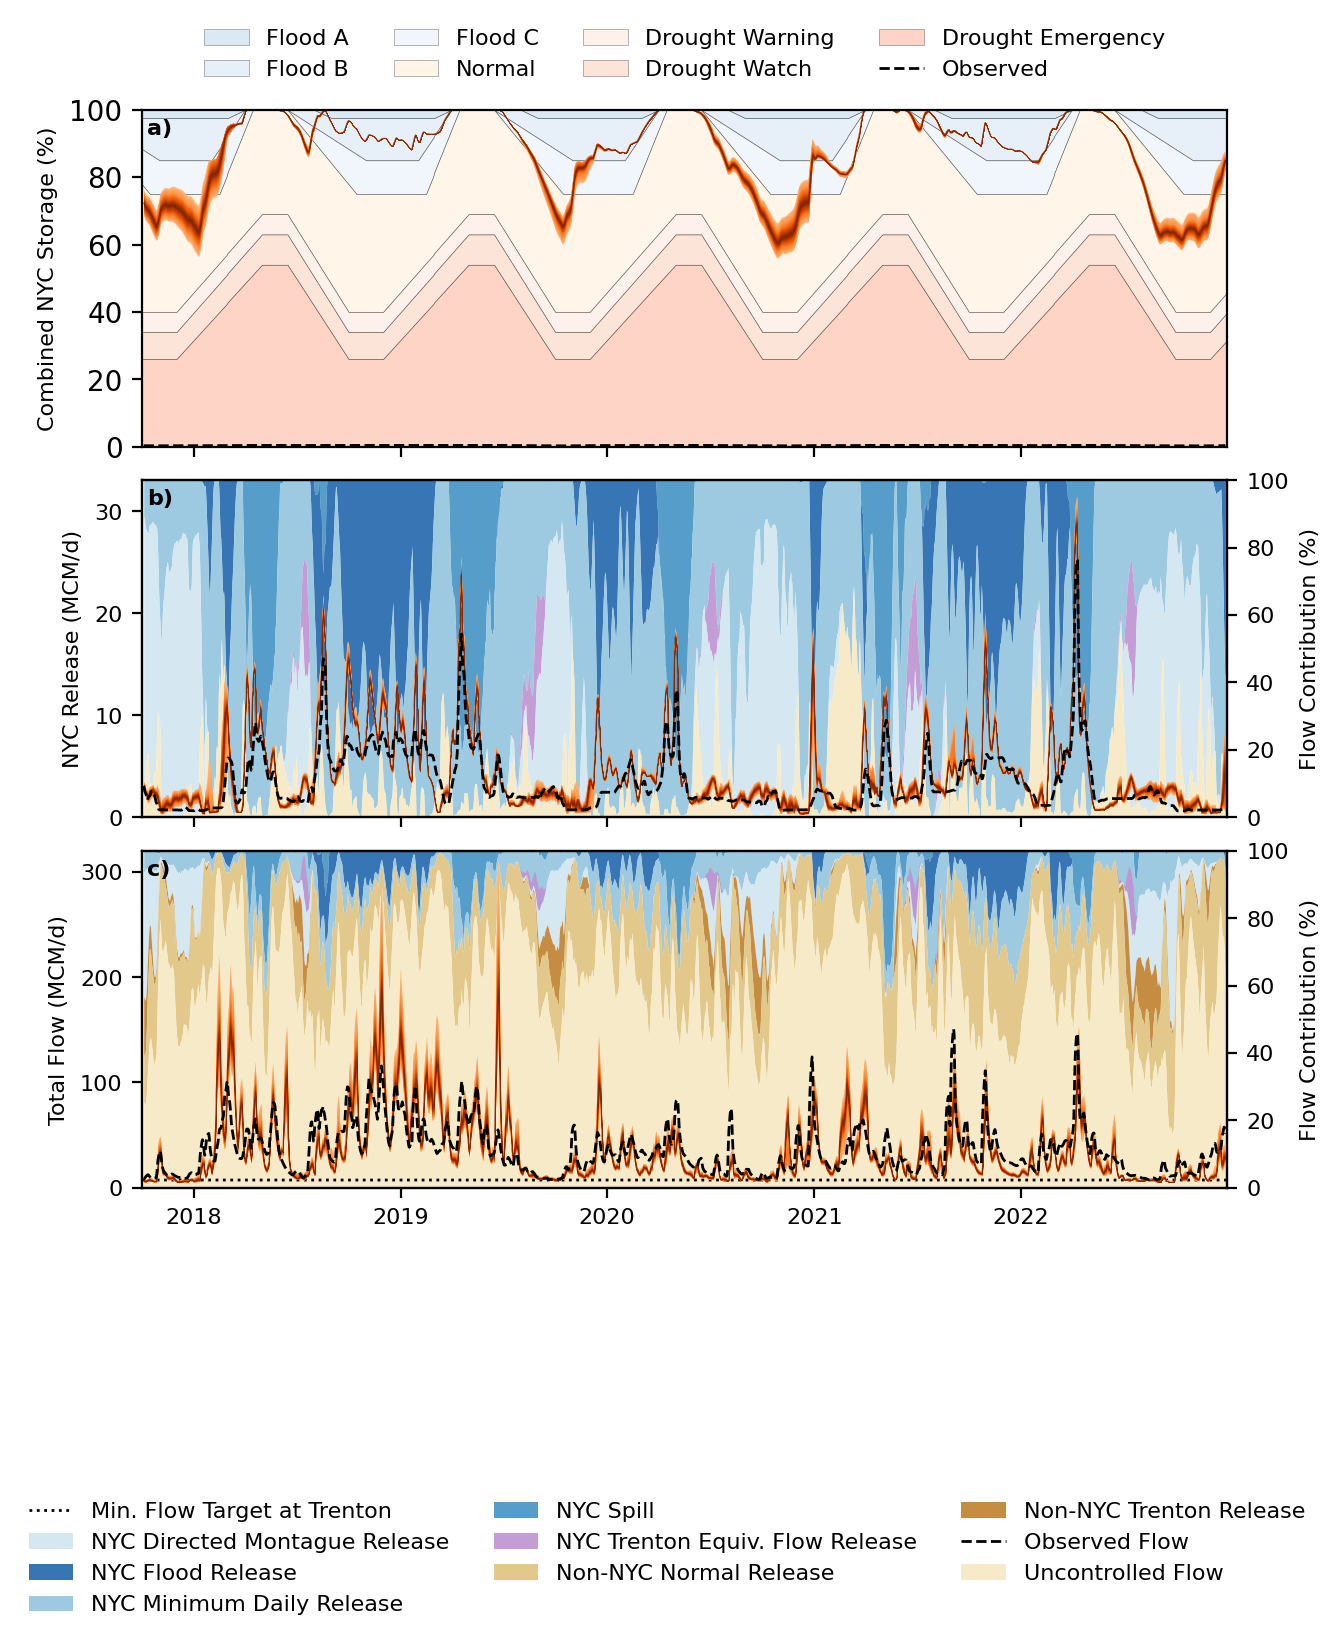 Flood A Flood C Drought Warning Drought Emergency
Flood B Normal Drought Watch Observed
a)
Combined NYC Storage (%)
100
80
60
40
20
0
b)
NYC Release (MCM/d)
30
20
10
0
100
80
60
40
20
0
Flow Contribution (%)
c)
Total Flow (MCM/d)
300
200
100
0
100
80
60
40
20
0
Flow Contribution (%)
2018 2019 2020 2021 2022
Min. Flow Target at Trenton NYC Spill Non-NYC Trenton Release
NYC Directed Montague Release NYC Trenton Equiv. Flow Release Observed Flow
NYC Flood Release Non-NYC Normal Release Uncontrolled Flow
NYC Minimum Daily Release